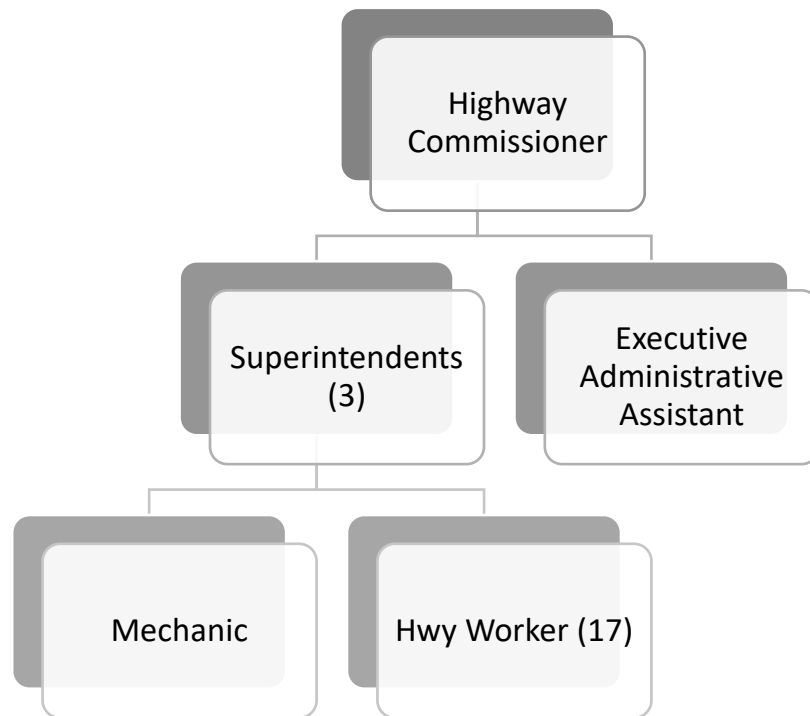 Highway
Commissioner
Superintendents
(3)
Executive
Administrative
Assistant
Mechanic
Hwy Worker (17)